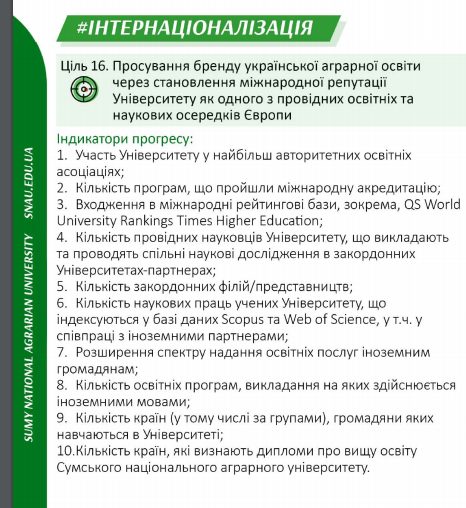 #ІНТЕРНАЦІОНАЛІЗАЦІЯ
Ціль 16. Просування бренду української аграрної освіти
через становлення міжнародної репутації
Університету як одного з провідних освітніх та
наукових осередків Європи
Індикатори прогресу:
1. Участь Університету у найбільш авторитетних освітніх
асоціаціях;
2. Кількість програм, що пройшли міжнародну акредитацію;
3. Входження в міжнародні рейтингові бази, зокрема, QS World
University Rankings Times Higher Education;
4. Кількість провідних науковців Університету, що викладають
та проводять спільні наукові дослідження в закордонних
Університетах-партнерах;
5. Кількість закордонних філій/представництв;
6. Кількість наукових праць учених Університету, що
індексуються у базі даних Scopus та Web of Science, у т.ч. у
співпраці з іноземними партнерами;
7. Розширення спектру надання освітніх послуг іноземним
громадянам;
8. Кількість освітніх програм, викладання на яких здійснюється
іноземними мовами;
9. Кількість країн (у тому числі за групами), громадяни яких
навчаються в Університеті;
10.Кількість країн, які визнають дипломи про вищу освіту
Сумського національного аграрного університету.
SUMY NATIONAL AGRARIAN UNIVERSITY SNAU.EDU.UA